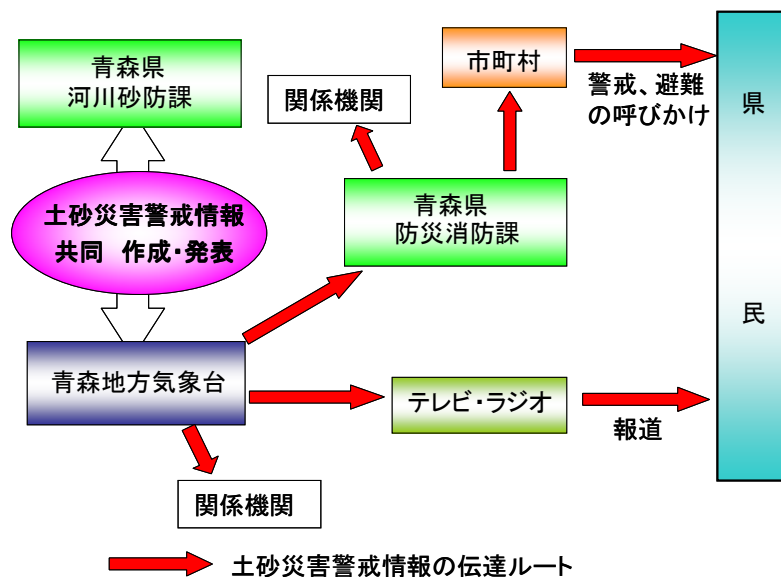 青森県
河川砂防課
土砂災害警戒情報
共同 作成・発表
青森地方気象台
関係機関
関係機関
青森県
防災消防課
市町村
警戒、避難
の呼びかけ
テレビ・ラジオ
報道
県
民
土砂災害警戒情報の伝達ルート